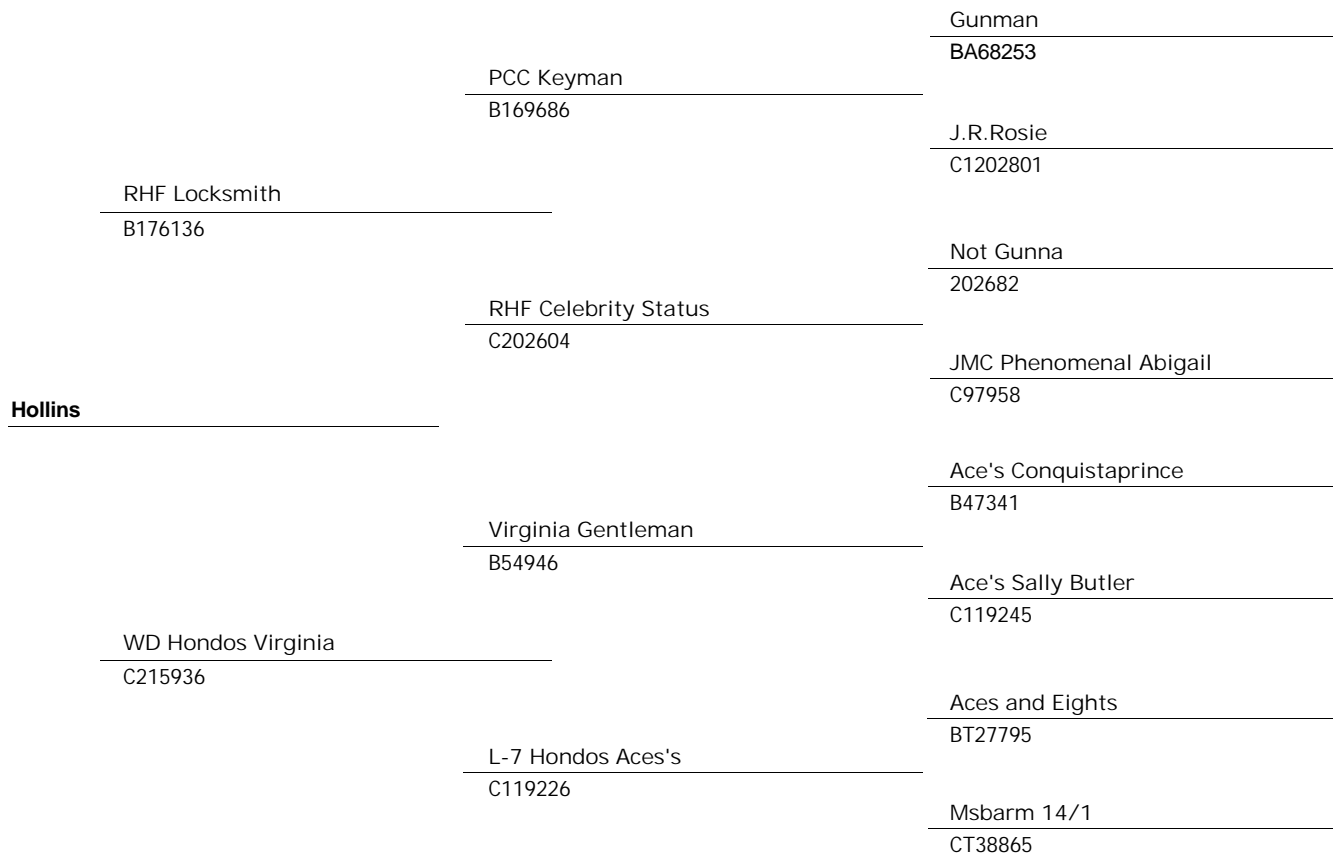 Gunman
BA68253
PCC Keyman
B169686
J.R.Rosie
C1202801
RHF Locksmith
B176136
Not Gunna
202682
RHF Celebrity Status
C202604
JMC Phenomenal Abigail
C97958
Hollins
Ace's Conquistaprince
B47341
Virginia Gentleman
B54946
Ace's Sally Butler
C119245
WD Hondos Virginia
C215936
Aces and Eights
BT27795
L-7 Hondos Aces's
C119226
Msbarm 14/1
CT38865